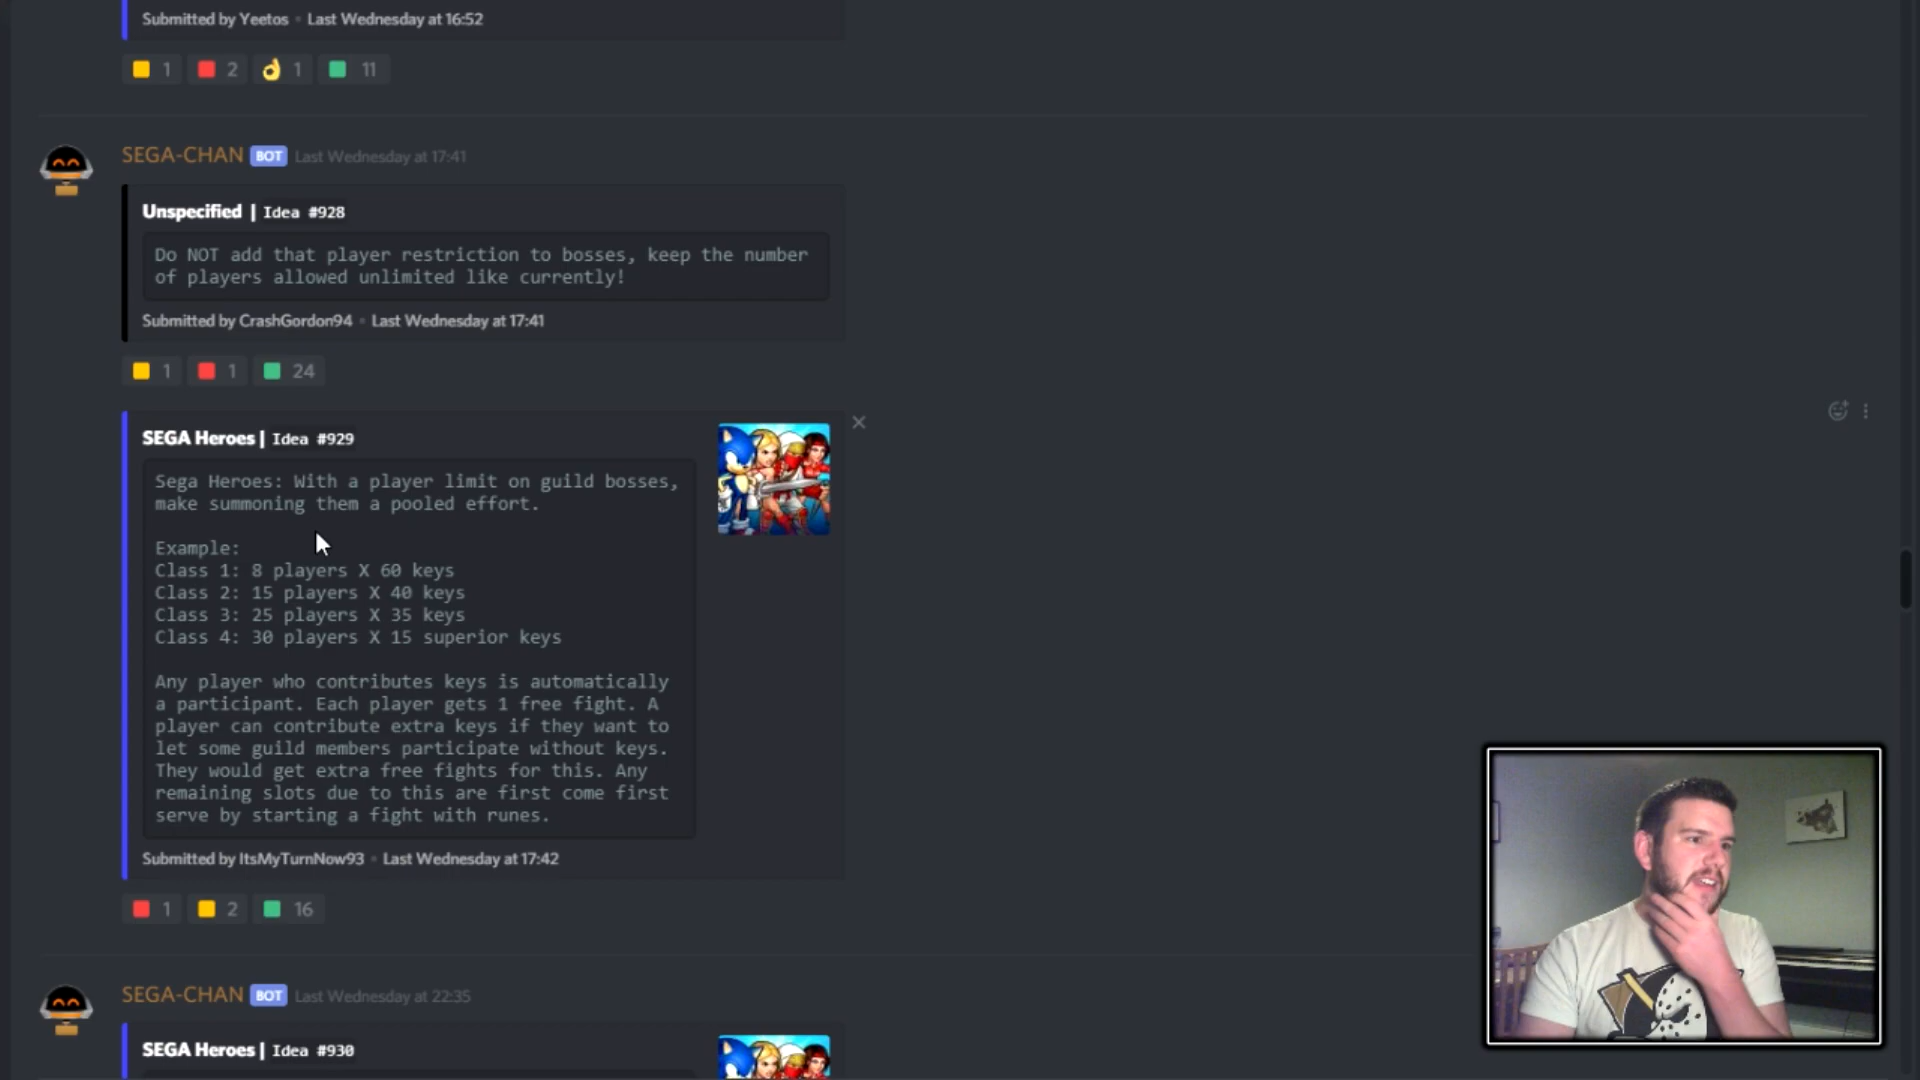 Submitted by Yeetos • Last Wednesday at 16:52
1 2 1 11
SEGA-CHAN BOT Last Wednesday at 17:41
Unspecified | Idea #928
Do NOT add that player restriction to bosses, keep the number
of players allowed unlimited like currently!
Submitted by CrashGordon94 • Last Wednesday at 17:41
1 1 24
SEGA Heroes | Idea #929
Sega Heroes: With a player limit on guild bosses,
make summoning them a pooled effort.
Example:
Class 1: 8 players X 60 keys
Class 2: 15 players X 40 keys
Class 3: 25 players X 35 keys
Class 4: 30 players X 15 superior keys
Any player who contributes keys is automatically
a participant. Each player gets 1 free fight. A
player can contribute extra keys if they want to
let some guild members participate without keys.
They would get extra free fights for this. Any
remaining slots due to this are first come first
serve by starting a fight with runes.
Submitted by ItsMyTurnNow93 • Last Wednesday at 17:42
1 2 16
SEGA-CHAN BOT Last Wednesday at 22:35
SEGA Heroes | Idea #930